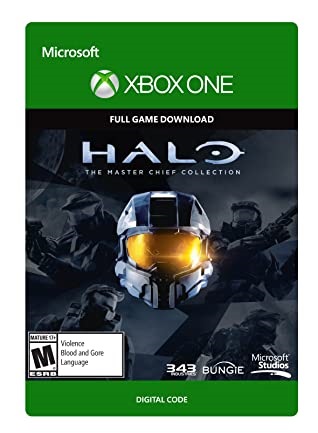 Microsoft
XBOX ONE
FULL GAME DOWNLOAD
HALO
THE MASTER CHIEF COLLECTION
MATURE 17+
M
ESRB
Violence
Blood and Gore
Language
343
INDUSTRIES
BUNGIE
Microsoft
Studios
DIGITAL CODE